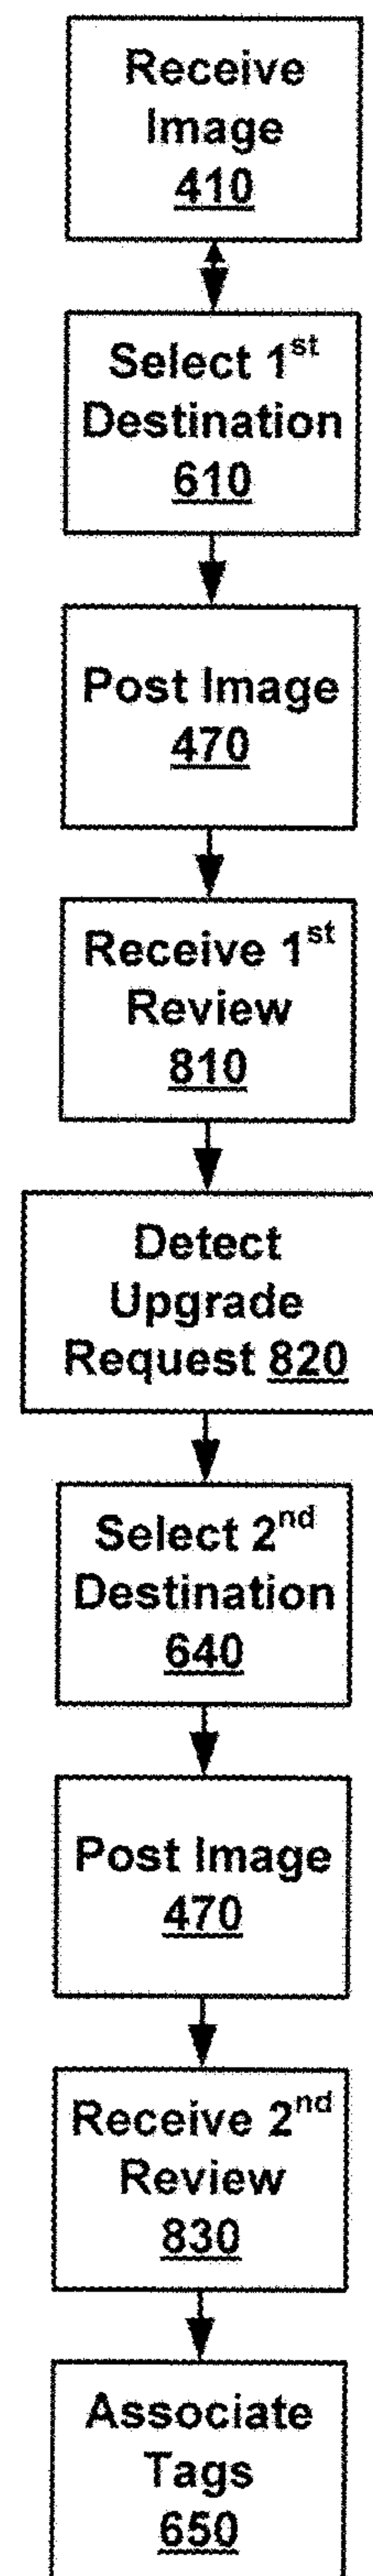 Receive
Image
410
Select 1st
Destination
610
Post Image
470
Receive 1st
Review
810
Detect
Upgrade
Request 820
Select 2nd
Destination
640
Post Image
470
Receive 2nd
Review
830
Associate
Tags
650